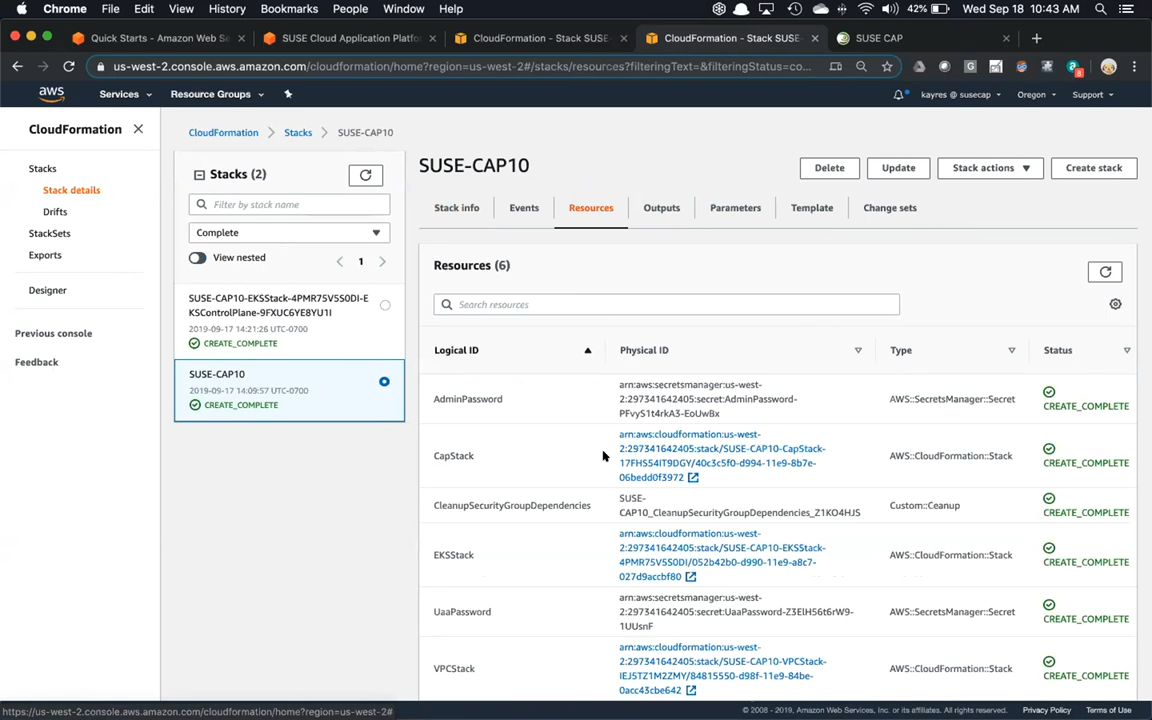 Chrome File Edit View History Bookmarks People Window Help 42% Wed Sep 18 10:43 AM
Quick Starts - Amazon Web Se
SUSE Cloud Application Platfo
CloudFormation - Stack SUSE-
CloudFormation - Stack SUSE-
SUSE CAP
us-west-2.console.aws.amazon.com/cloudformation/home?region=us-west-2#/stacks/resources?filteringText=&filteringStatus=co...
8
aws Services Resource Groups kayres @ susecap Oregon Support
CloudFormation
Stacks
Stack details
Drifts
StackSets
Exports
Designer
Previous console
Feedback
CloudFormation Stacks SUSE-CAP10
Stacks (2)
Filter by stack name
Complete
View nested 1
SUSE-CAP10-EKSStack-4PMR75V5S0DI-E
KSControlPlane-9FXUC6YE8YU1I
2019-09-17 14:21:26 UTC-0700
CREATE_COMPLETE
SUSE-CAP10
2019-09-17 14:09:57 UTC-0700
CREATE_COMPLETE
SUSE-CAP10
Delete Update Stack actions Create stack
Stack info Events Resources Outputs Parameters Template Change sets
Resources (6)
Search resources
Logical ID Physical ID Type Status
AdminPassword
arn:aws:secretsmanager:us-west-
2:297341642405:secret:AdminPassword-
PFvyS1t4rkA3-EoUwBx
AWS::SecretsManager::Secret
CREATE_COMPLETE
CapStack
arn:aws:cloudformation:us-west-
2:297341642405:stack/SUSE-CAP10-CapStack-
17FHS54IT9DGY/40c3c5f0-d994-11e9-8b7e-
06bedd0f3972
AWS::CloudFormation::Stack
CREATE_COMPLETE
CleanupSecurityGroupDependencies
SUSE-
CAP10_CleanupSecurityGroupDependencies_Z1KO4HJS
Custom::Ceanup
CREATE_COMPLETE
EKSStack
arn:aws:cloudformation:us-west-
2:297341642405:stack/SUSE-CAP10-EKSStack-
4PMR75V5S0DI/052b42b0-d990-11e9-a8c7-
027d9accbf80
AWS::CloudFormation::Stack
CREATE_COMPLETE
UaaPassword
arn:aws:secretsmanager:us-west-
2:297341642405:secret:UaaPassword-Z3ElH56t6rW9-
1UUsnF
AWS::SecretsManager::Secret
CREATE_COMPLETE
VPCStack
arn:aws:cloudformation:us-west-
2:297341642405:stack/SUSE-CAP10-VPCStack-
IEJ5TZ1M2ZMY/84815550-d98f-11e9-84be-
0acc43cbe642
AWS::CloudFormation::Stack
CREATE_COMPLETE
https://us-west-2.console.aws.amazon.com/cloudformation/home?region=us-west-2#
© 2008 - 2019, Amazon Web Services, Inc. or its affiliates. All rights reserved. Privacy Policy Terms of Use